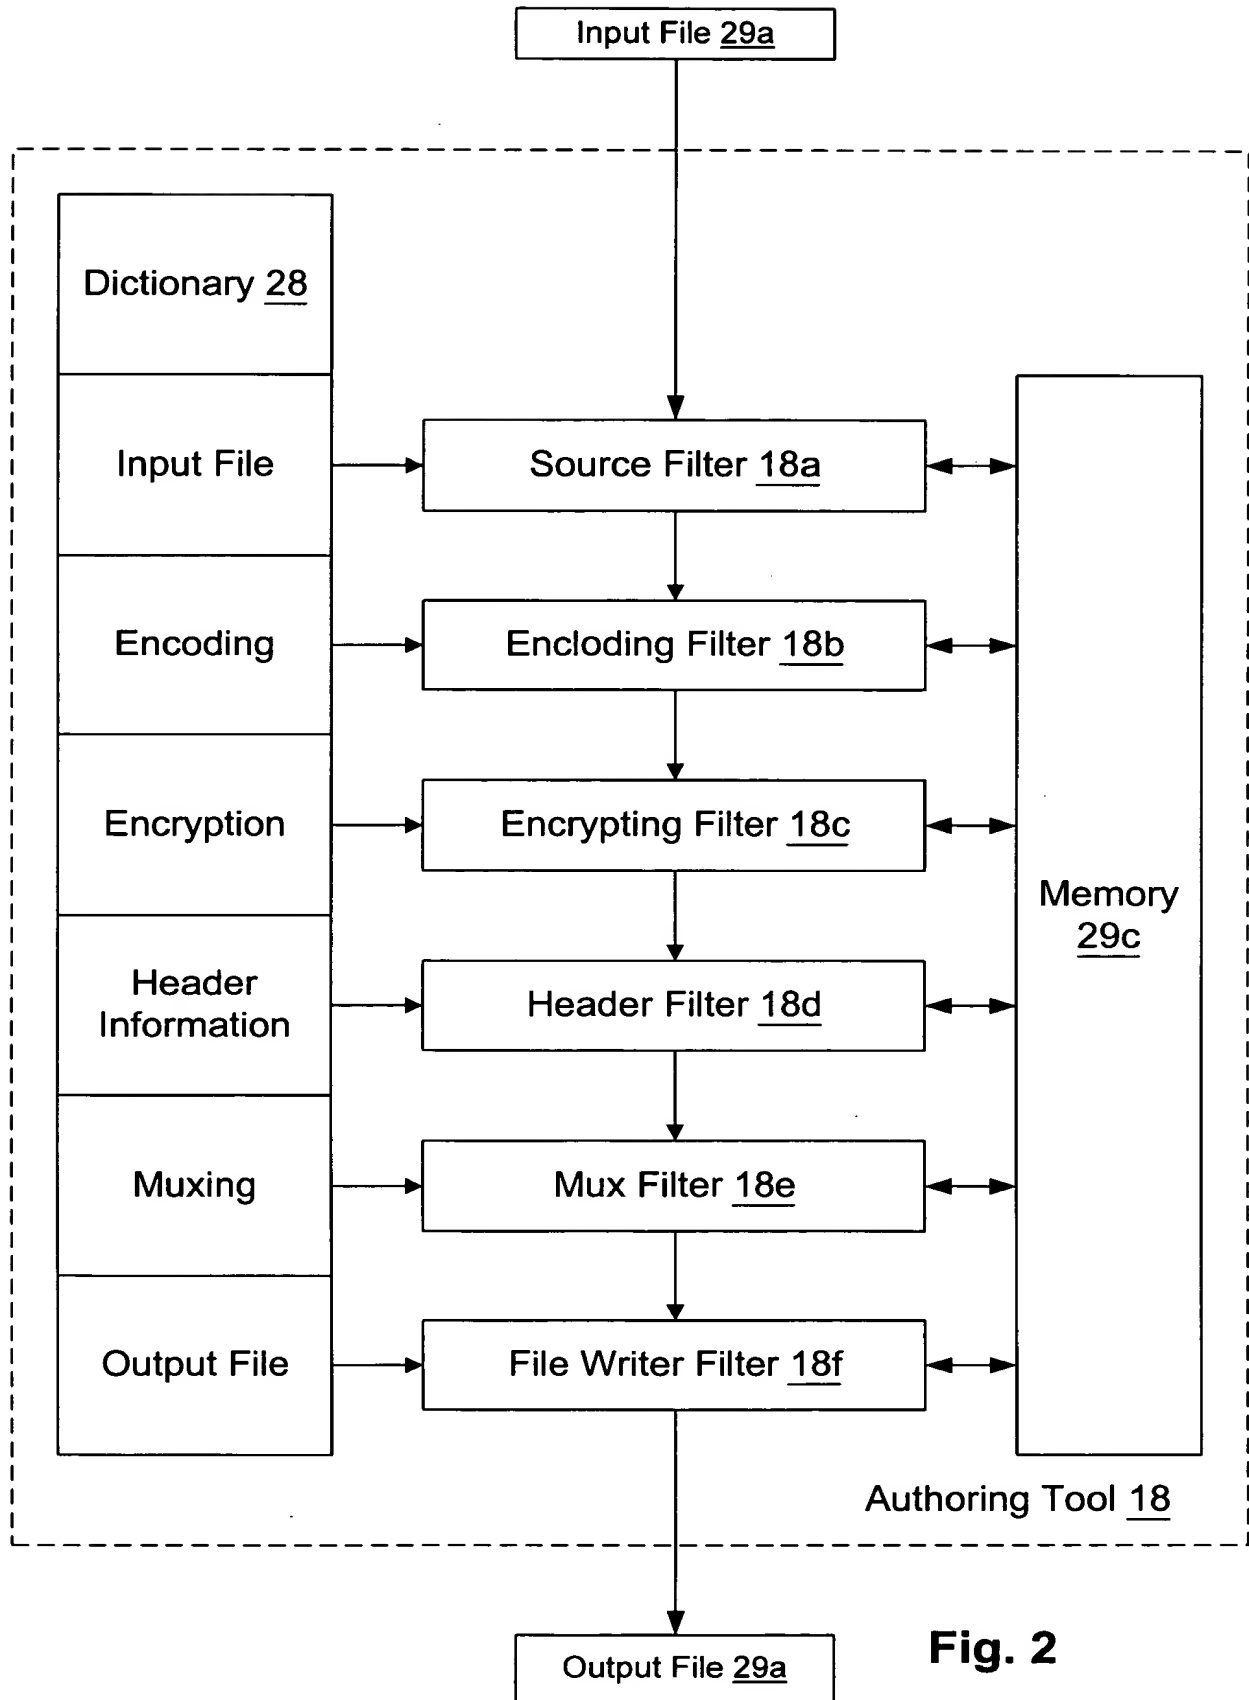 Input File 29a
Dictionary 28
Input File
Source Filter 18a
Encoding
Encloding Filter 18b
Encryption
Encrypting Filter 18c
Memory
29c
Header
Information
Header Filter 18d
Muxing
Mux Filter 18e
Output File
File Writer Filter 18f
Authoring Tool 18
Output File 29a
Fig. 2